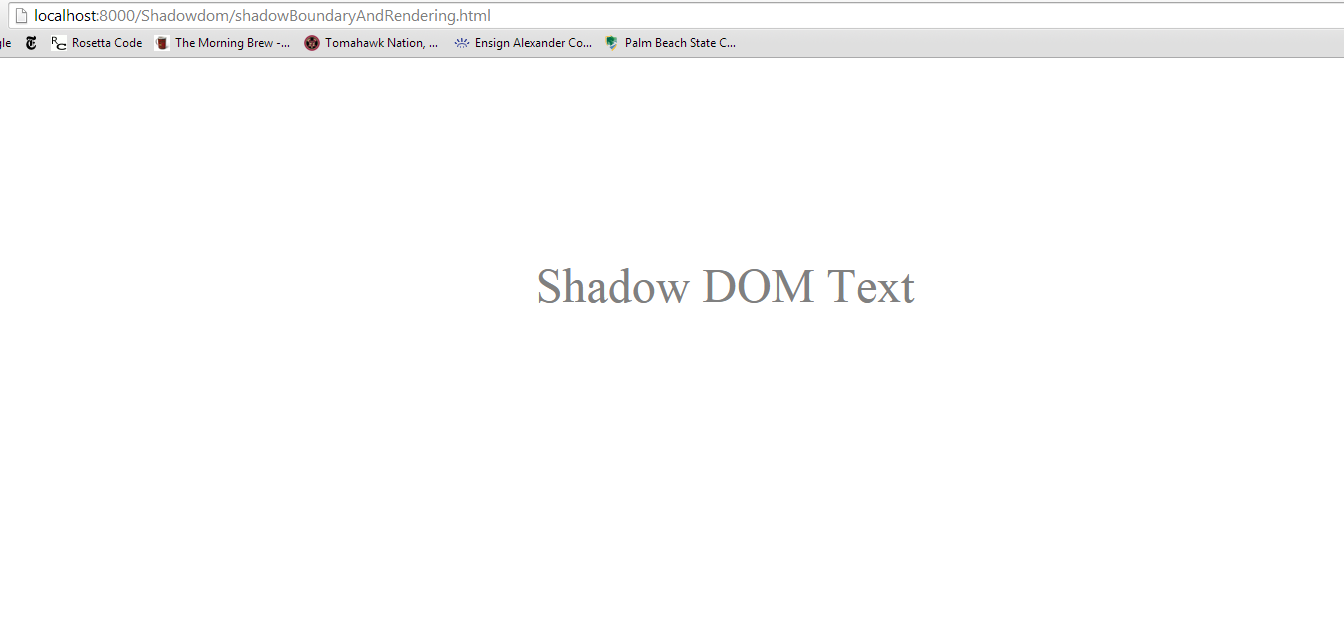 localhost:8000/Shadowdom/shadowBoundaryAndRendering.html
gle Rosetta Code The Morning Brew -... Tomahawk Nation, ... Ensign Alexander Co... Palm Beach State C...
Shadow DOM Text